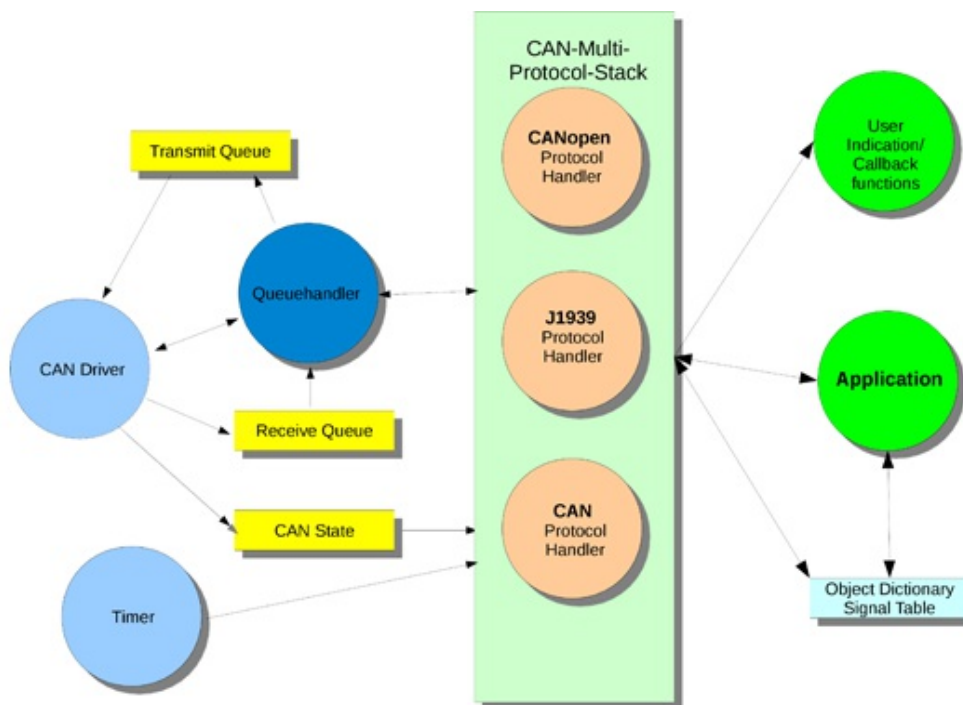 CAN-Multi-
Protocol-Stack
CANopen
Protocol
Handler
User
Indication/
Callback
functions
Transmit Queue
Queuehandler
J1939
Protocol
Handler
CAN Driver
Application
Receive Queue
CAN State
CAN
Protocol
Handler
Timer
Object Dictionary
Signal Table